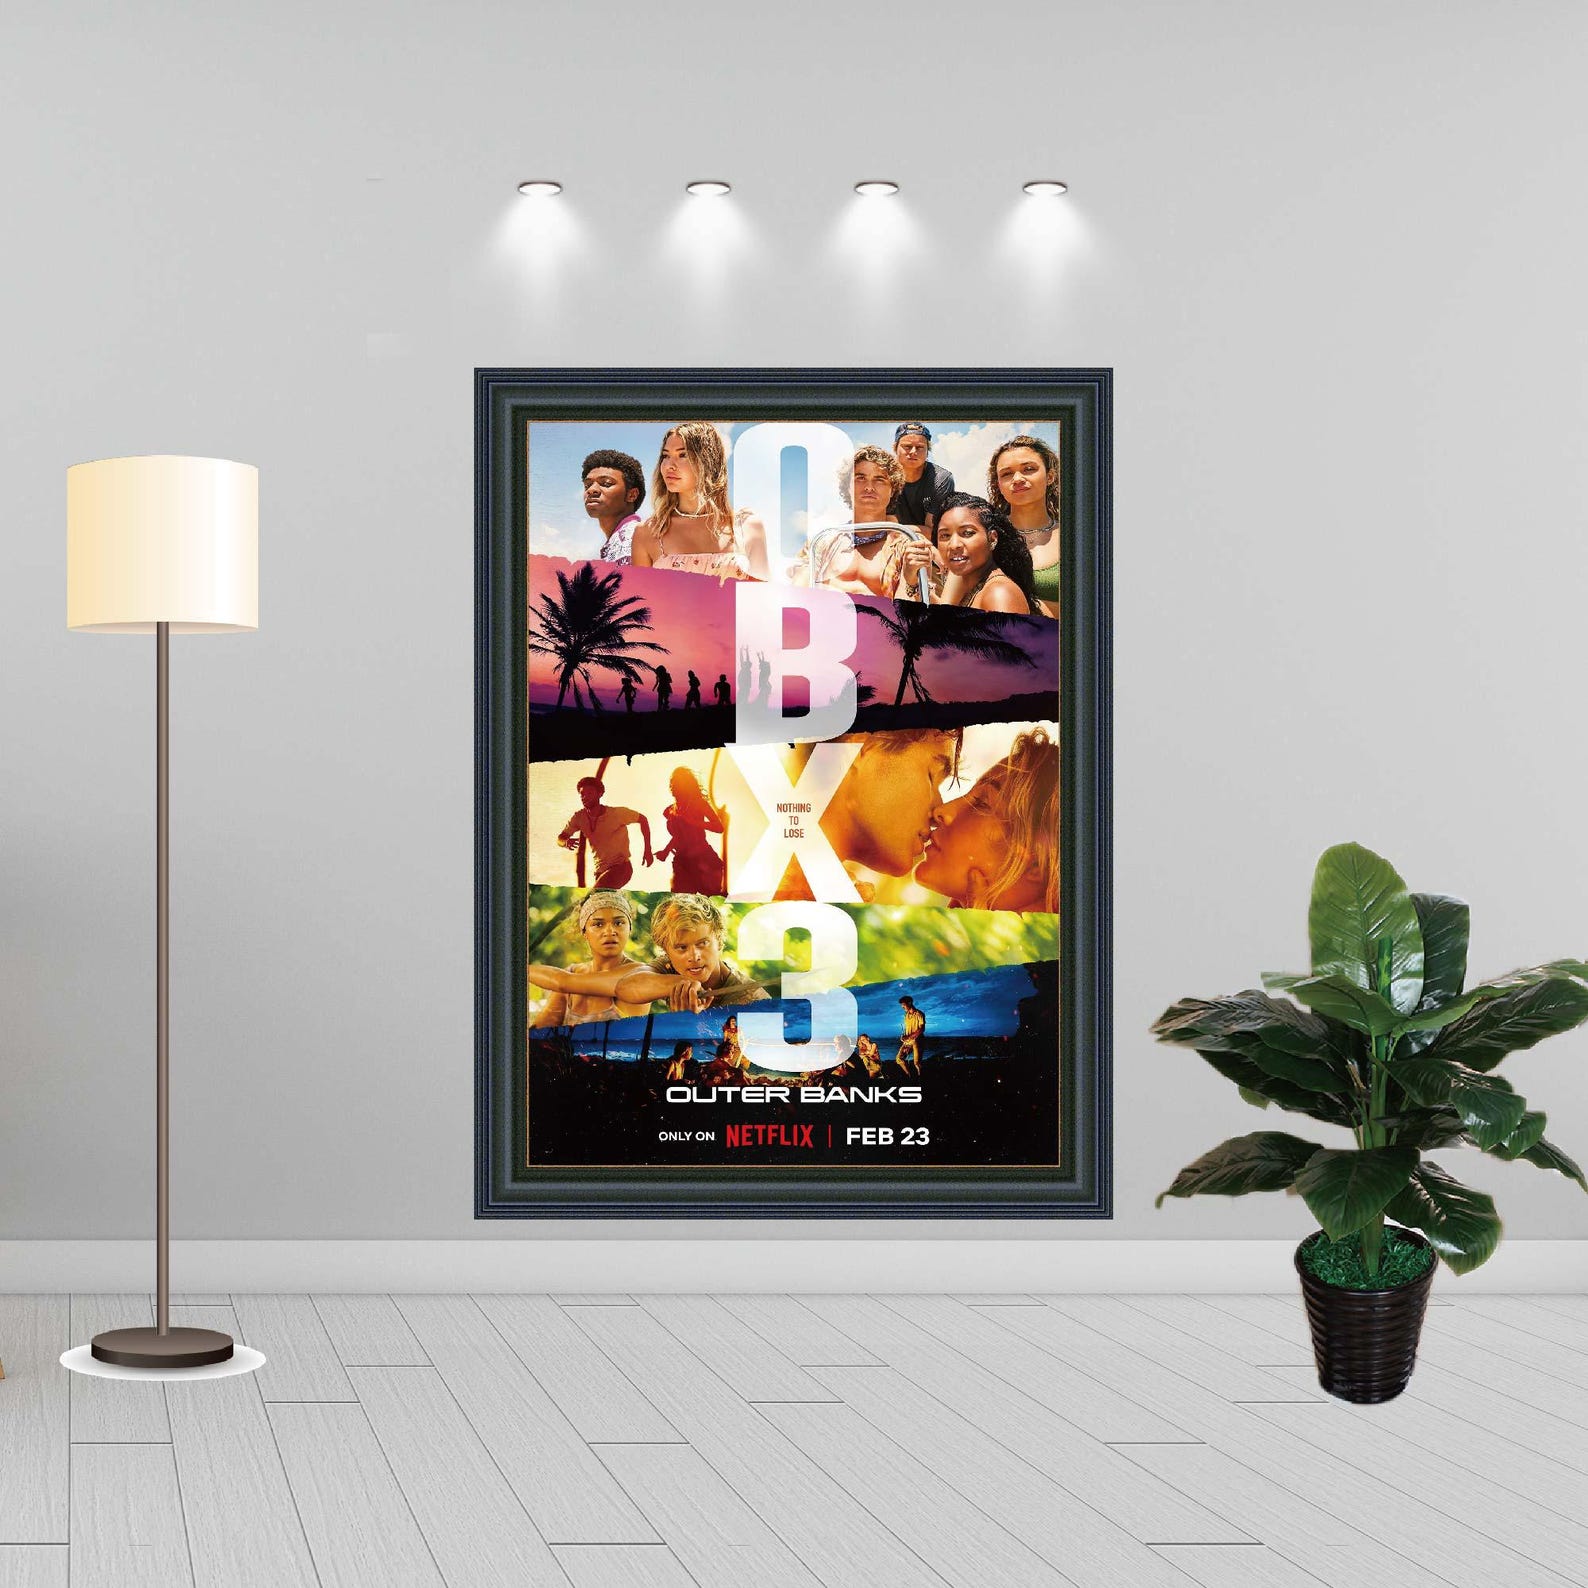 OBX3
NOTHING
TO
LOSE
OUTER BANKS
ONLY ON NETFLIX | FEB 23